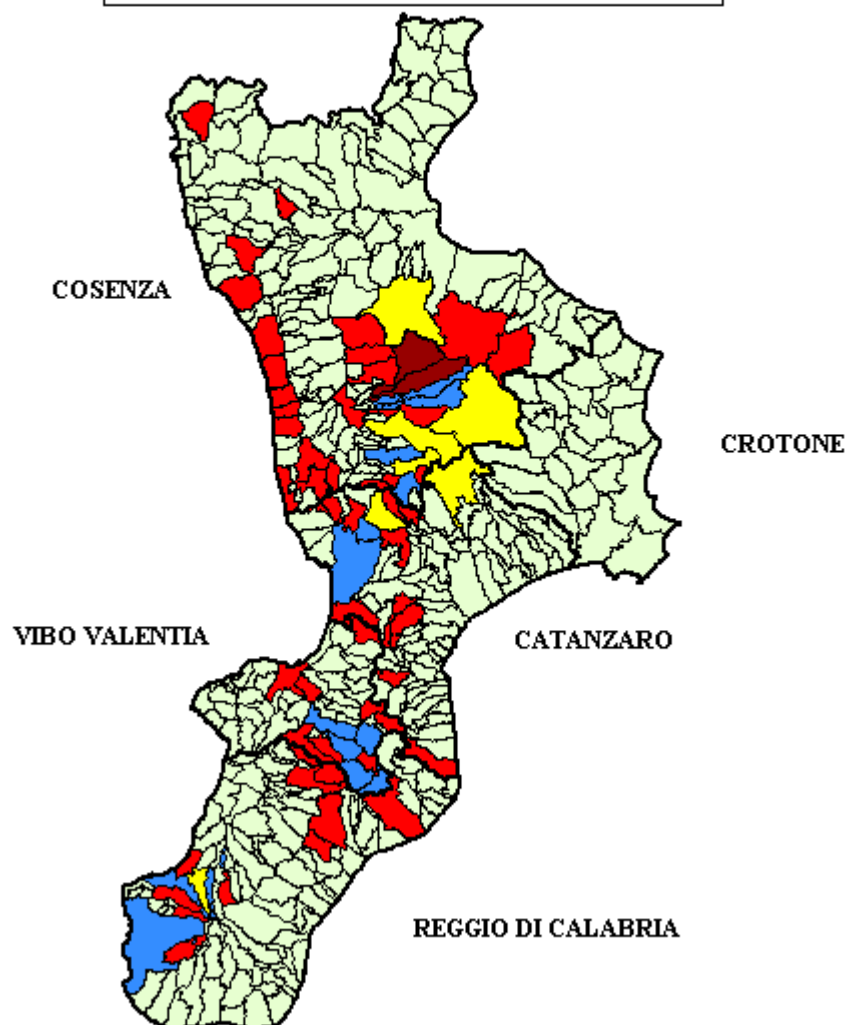 COSENZA
CROTONE
VIBO VALENTIA
CATANZARO
REGGIO DI CALABRIA